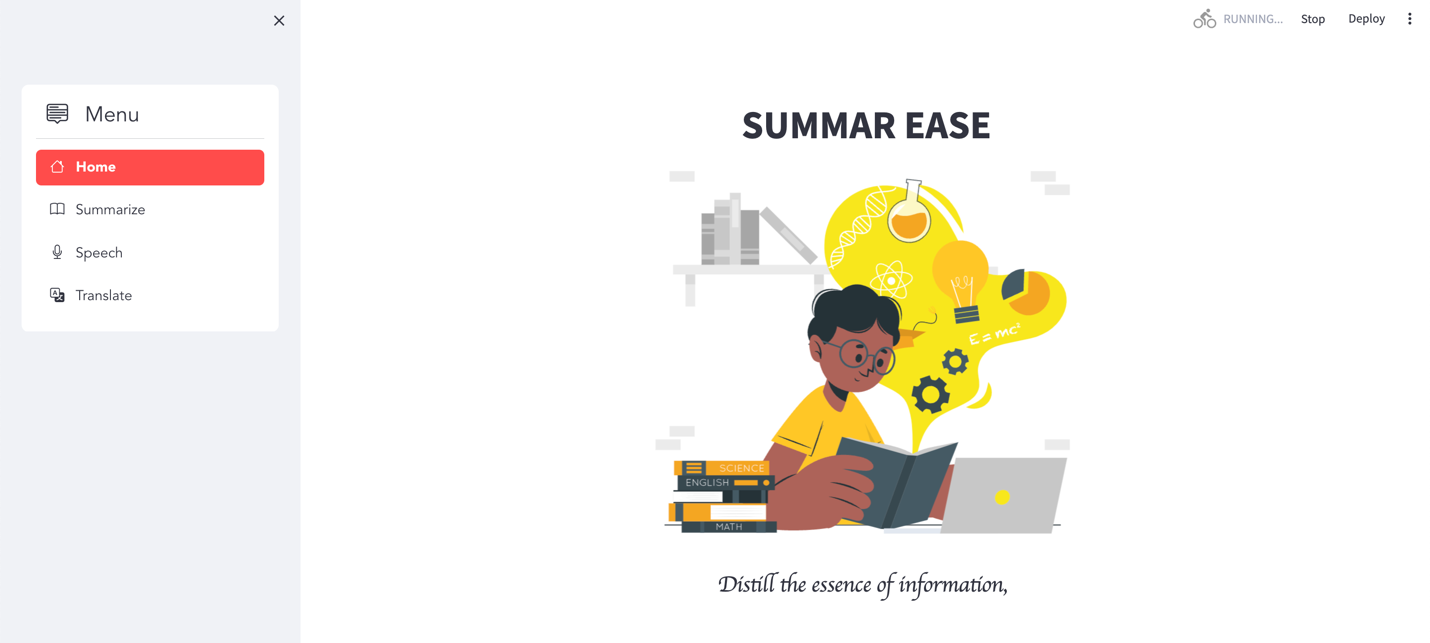 RUNNING...
Stop
Deploy
Menu
Home
Summarize
Speech
Translate
SUMMAR EASE
E = mc²
SCIENCE
ENGLISH
MATH
Distill the essence of information,